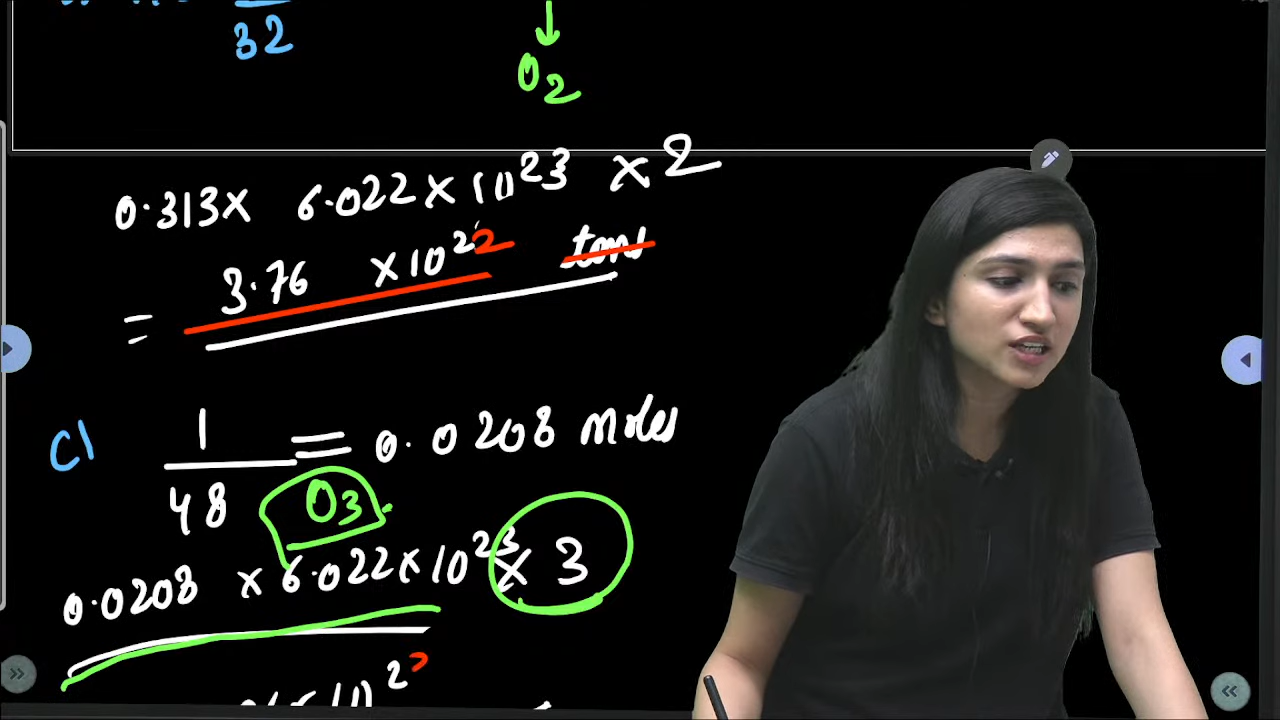 32
O2
0.313 x 6.022 x 10^23 x 2
= 3.76 x 10^22 toms
c) 1/48 = 0.0208 moles
O3
0.0208 x 6.022 x 10^23 x 3